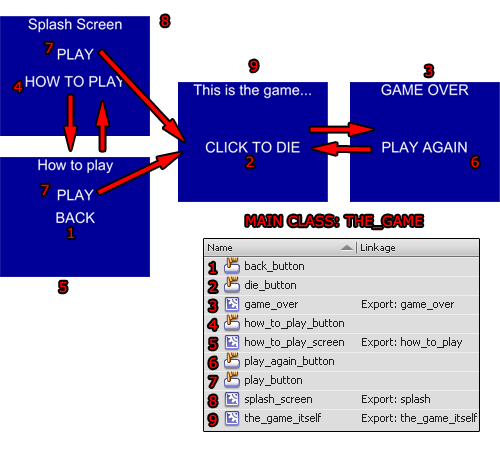 Splash Screen
8
7
PLAY
4
HOW TO PLAY
How to play
7
PLAY
BACK
1
5
9
This is the game...
CLICK TO DIE
2
3
GAME OVER
PLAY AGAIN
6
MAIN CLASS: THE_GAME
Name Linkage
1 back_button
2 die_button
3 game_over Export: game_over
4 how_to_play_button
5 how_to_play_screen Export: how_to_play
6 play_again_button
7 play_button
8 splash_screen Export: splash
9 the_game_itself Export: the_game_itself